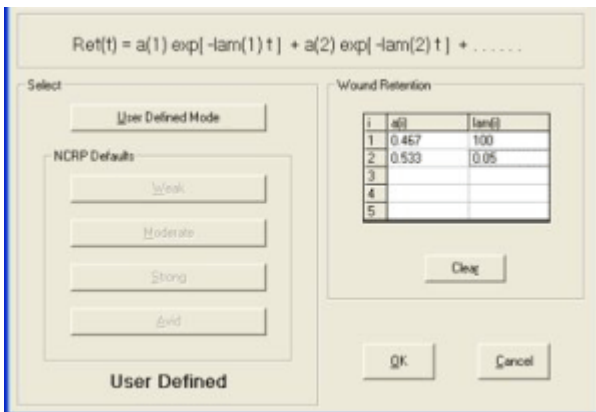 Ret(t) = a(1) exp[ -lam(1) t ] + a(2) exp[ -lam(2) t ] + . . . . . .
Select
User Defined Mode
NCRP Defaults
Weak
Moderate
Strong
Avid
User Defined
Wound Retention
i a(i) lam(i)
1 0.467 100
2 0.533 0.05
3
4
5
Clear
OK
Cancel